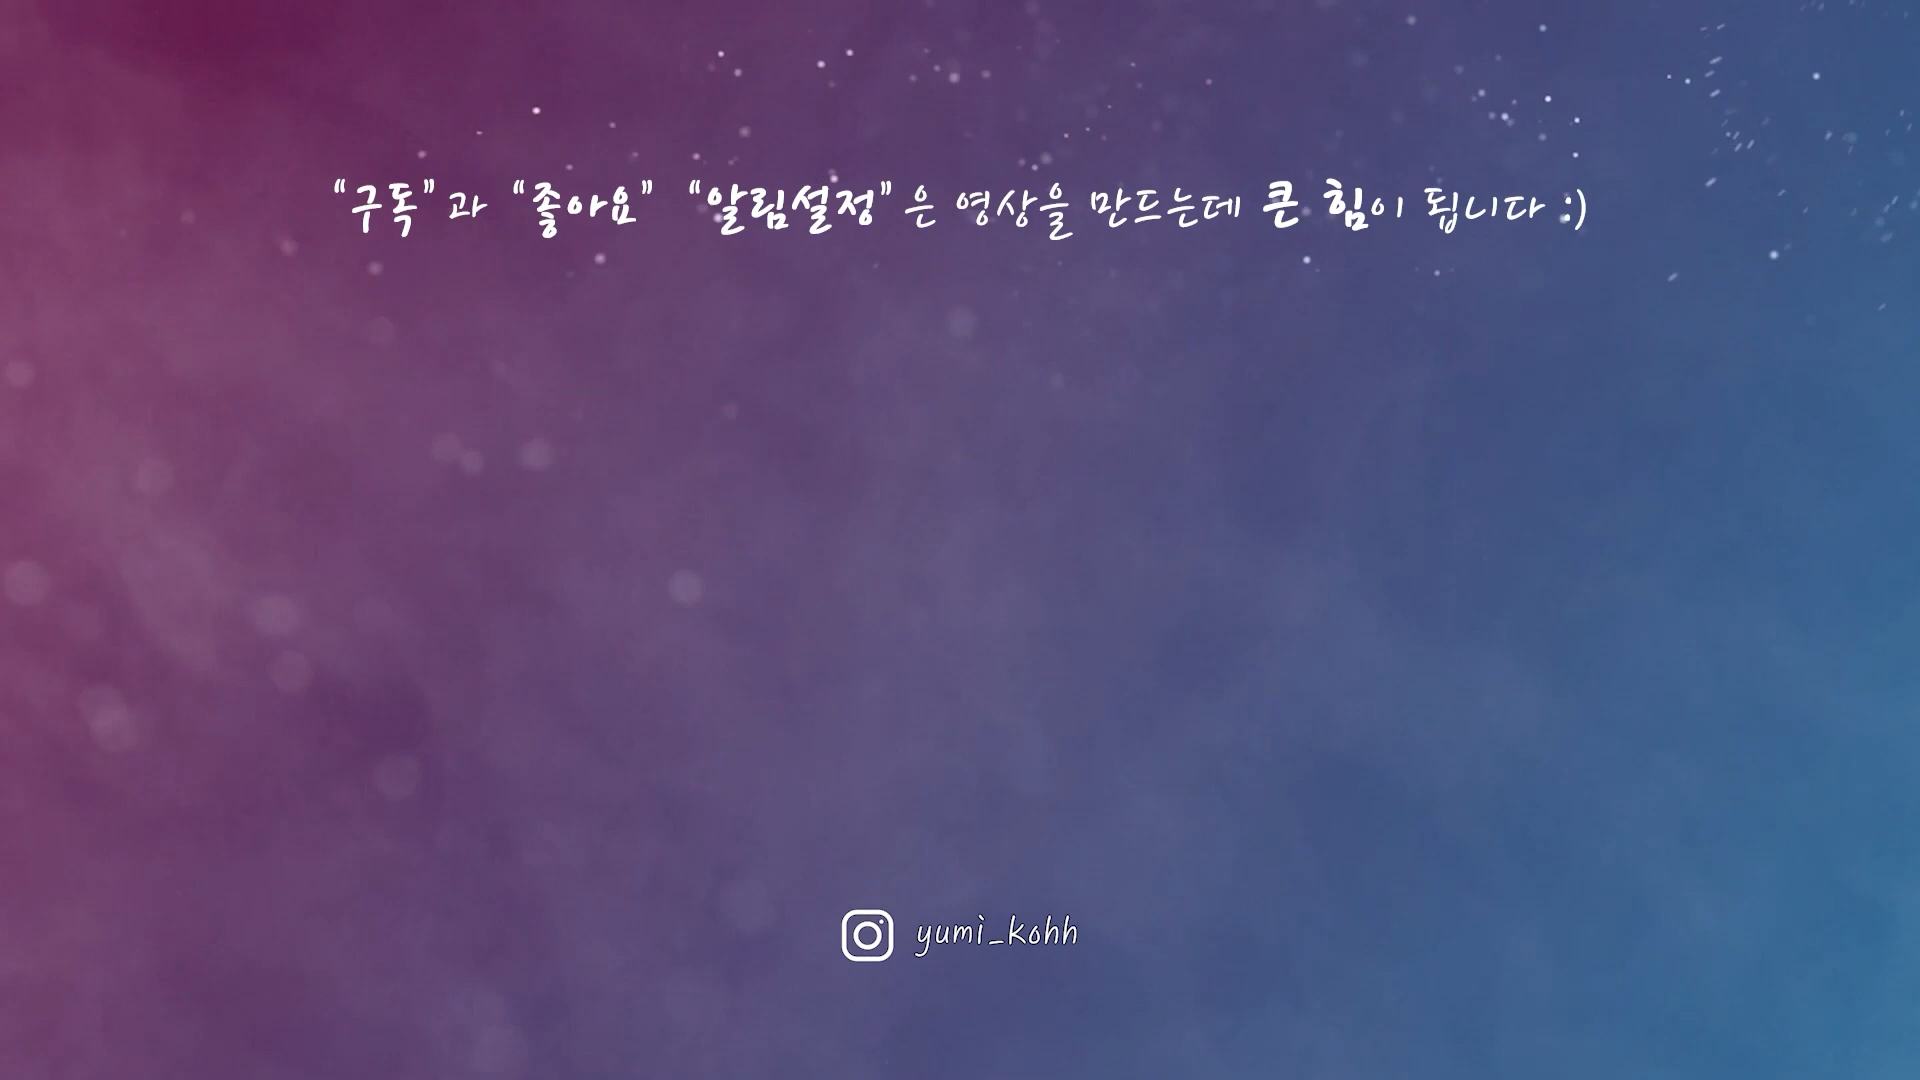 “구독”과 “좋아요” “알림설정”은 영상을 만드는데 큰 힘이 됩니다 :)
yumi_kohh